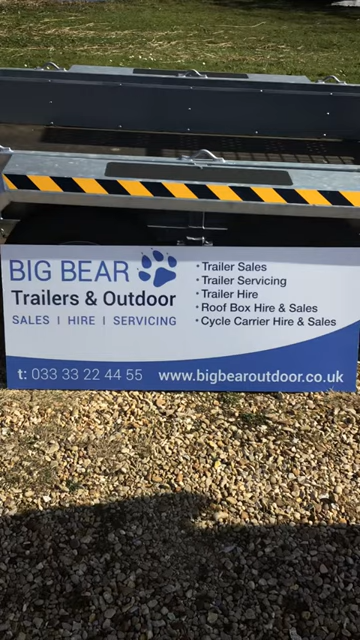 BIG BEAR
Trailers & Outdoor
SALES | HIRE | SERVICING
• Trailer Sales
• Trailer Servicing
• Trailer Hire
• Roof Box Hire & Sales
• Cycle Carrier Hire & Sales
t: 033 33 22 44 55 www.bigbearoutdoor.co.uk